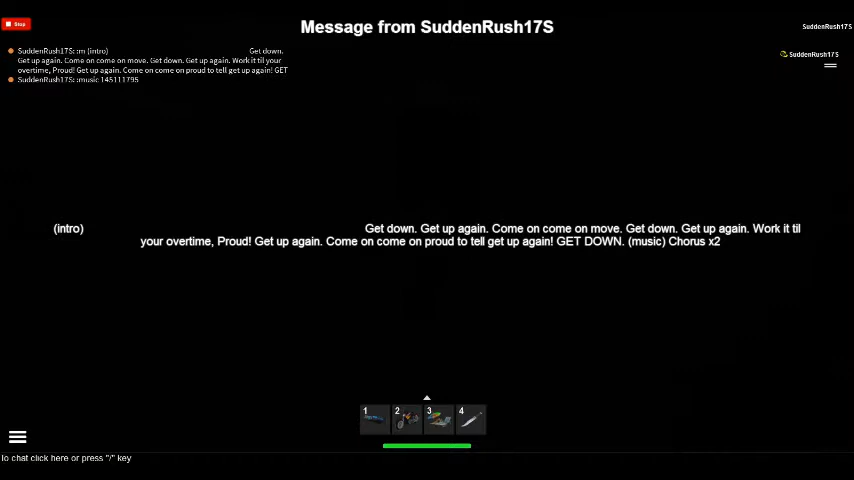 Stop
Message from SuddenRush17S
SuddenRush17S
SuddenRush17S: :m (intro) Get down.
Get up again. Come on come on move. Get down. Get up again. Work it til your
overtime, Proud! Get up again. Come on come on proud to tell get up again! GET
SuddenRush17S: :music 145111795
SuddenRush17S
(intro) Get down. Get up again. Come on come on move. Get down. Get up again. Work it til
your overtime, Proud! Get up again. Come on come on proud to tell get up again! GET DOWN. (music) Chorus x2
1 2 3 4
To chat click here or press "/" key